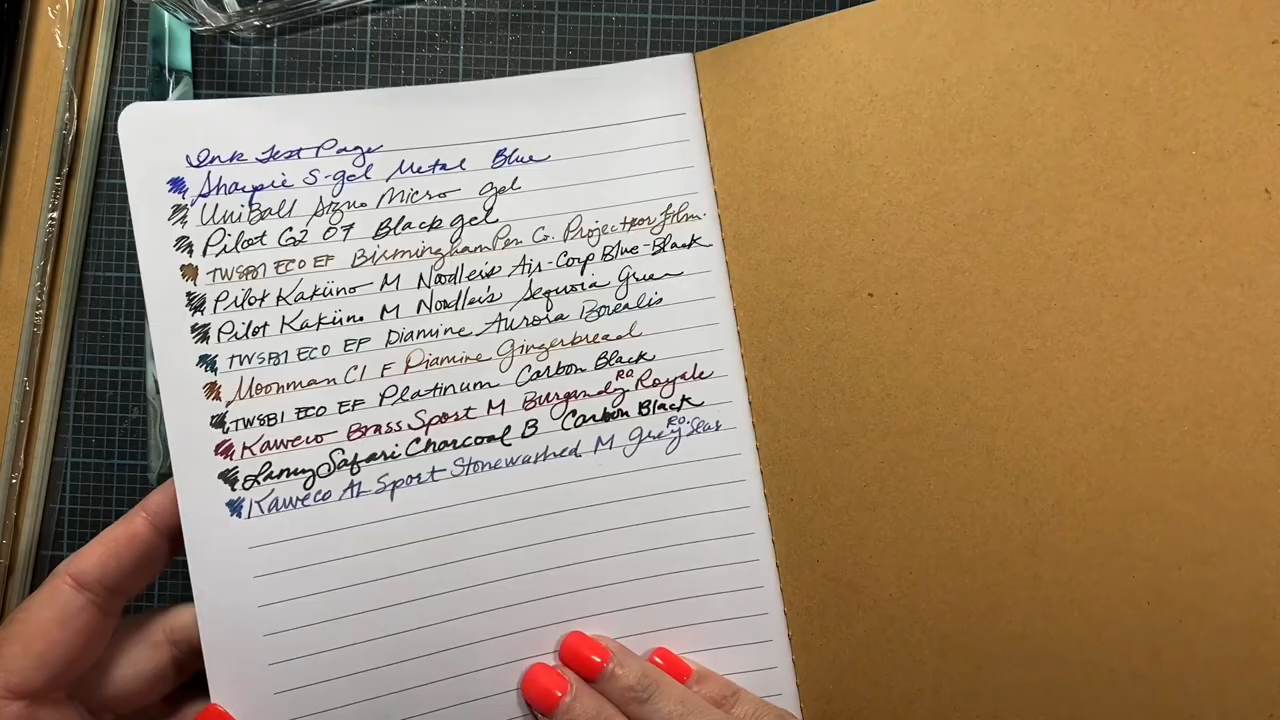 Ink Test Page
Sharpie S-gel Metal Blue
UniBall Signo Micro gel
Pilot G2 07 Black gel
TWSBI ECO EF Birmingham Pen Co. Projector film.
Pilot Kakuno M Noodler's Air-Corp Blue-Black
Pilot Kakuno M Noodler's Sequoia Green
TWSBI ECO EF Diamine Aurora Borealis
Moonman C1 F Diamine Gingerbread
TWSBI ECO EF Platinum Carbon Black
Kaweco Brass Sport M Burgandy RO Royale
Lamy Safari Charcoal B Carbon Black
Kaweco AL Sport Stonewashed M Grey RO. Seas